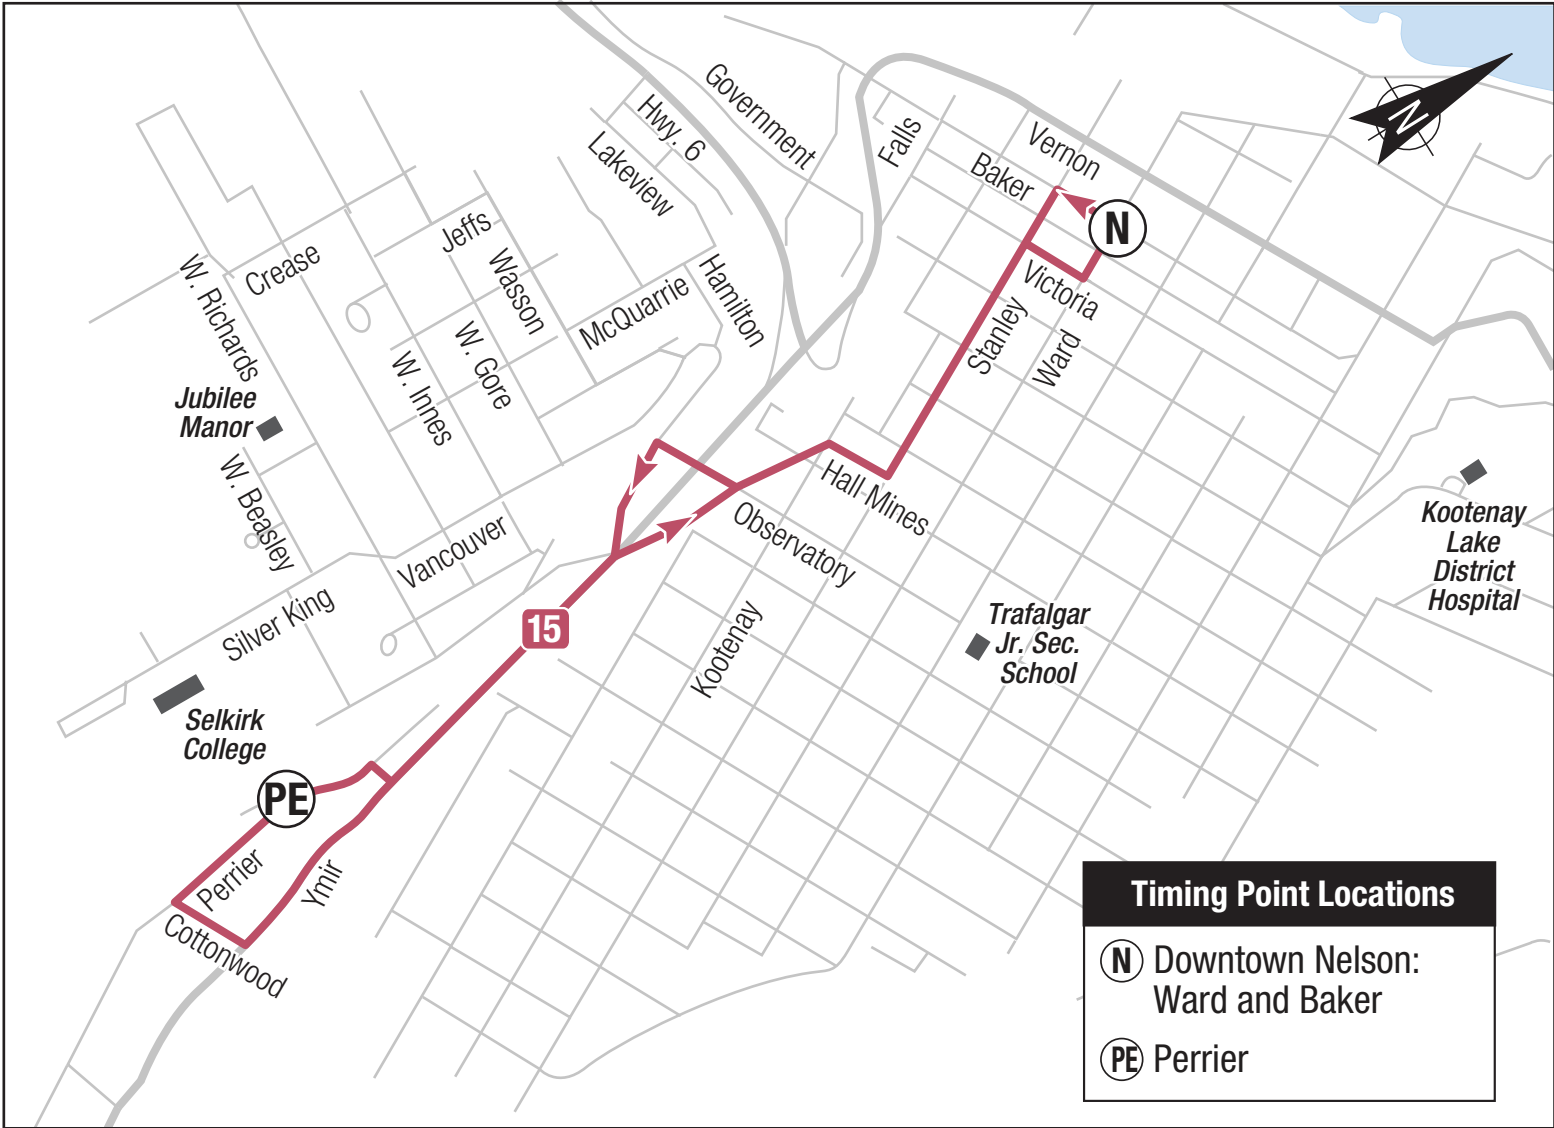 Government
Hwy. 6
Lakeview
Falls
Vernon
Baker
N
N
Jeffs
Crease
W. Richards
Wasson
McQuarrie
Hamilton
Victoria
Stanley
Ward
W. Gore
W. Innes
Jubilee
Manor
W. Beasley
Hall Mines
Observatory
Vancouver
Silver King
15
Kootenay
Kootenay
Lake
District
Hospital
Trafalgar
Jr. Sec.
School
Selkirk
College
PE
Perrier
Ymir
Cottonwood
Timing Point Locations
N Downtown Nelson:
Ward and Baker
PE Perrier